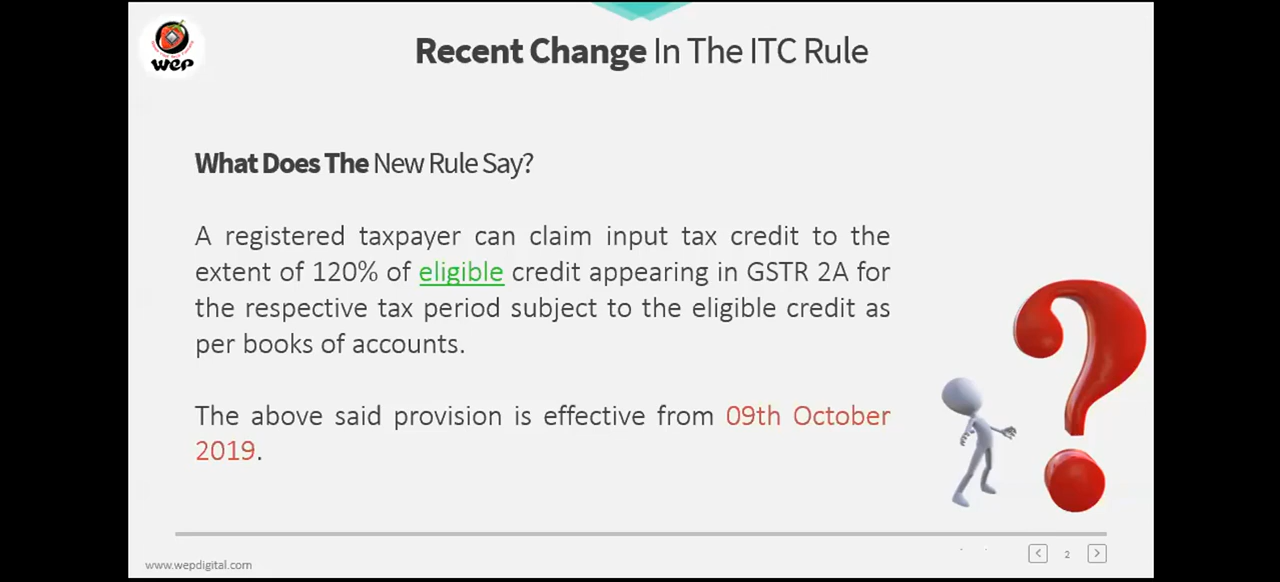 WeP
Recent Change In The ITC Rule
What Does The New Rule Say?
A registered taxpayer can claim input tax credit to the
extent of 120% of eligible credit appearing in GSTR 2A for
the respective tax period subject to the eligible credit as
per books of accounts.
The above said provision is effective from 09th October
2019.
www.wepdigital.com
2